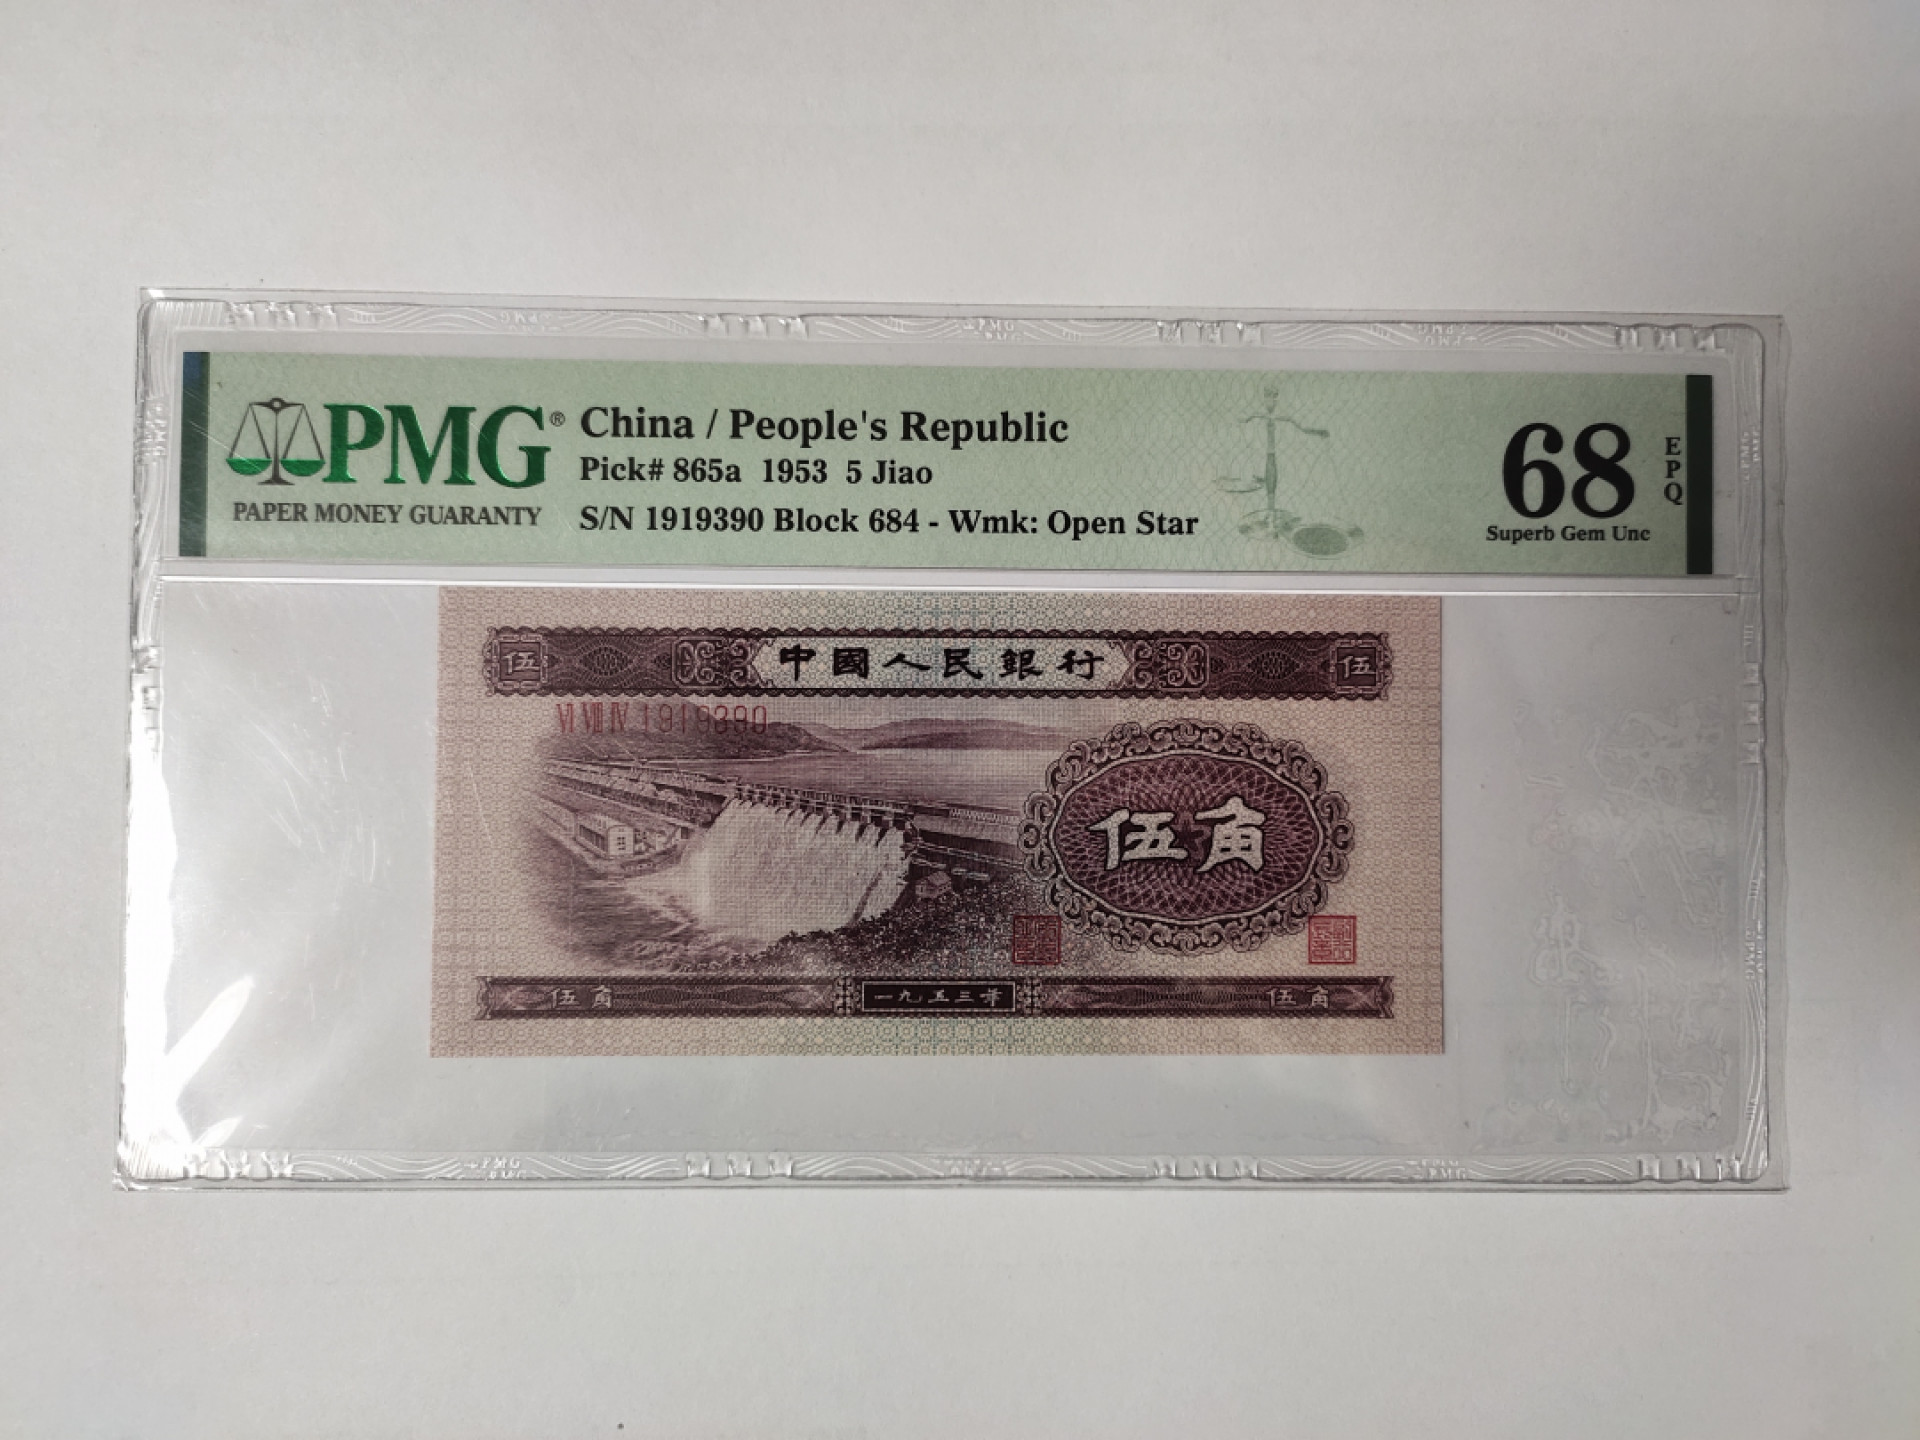 PMG®
PAPER MONEY GUARANTY
China / People's Republic
Pick# 865a 1953 5 Jiao
S/N 1919390 Block 684 - Wmk: Open Star
68
EPQ
Superb Gem Unc
伍 中國人民銀行 伍
VI VIII IV 1919390
伍角
伍角 一九五三年 伍角